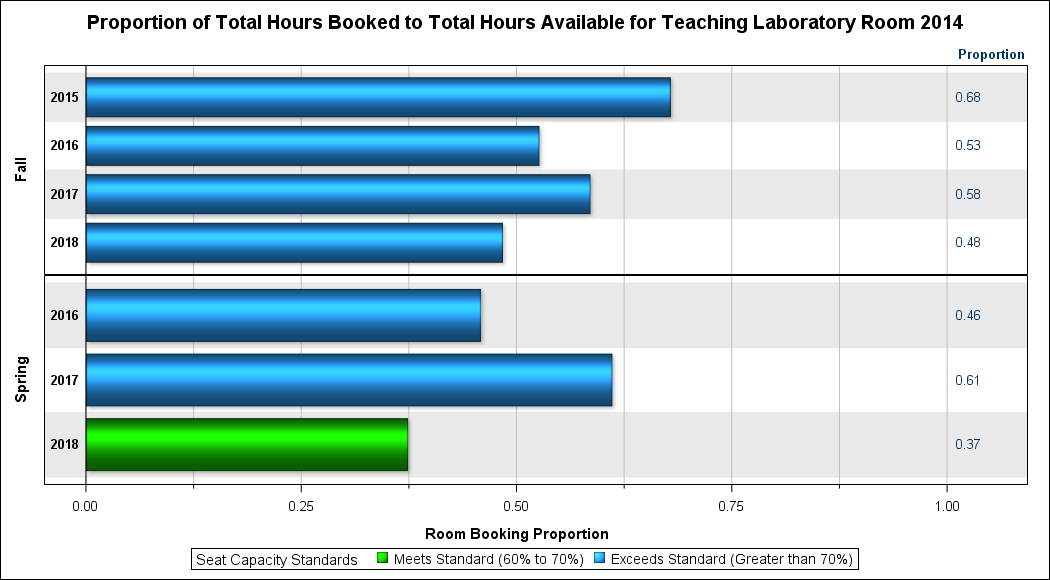 Proportion of Total Hours Booked to Total Hours Available for Teaching Laboratory Room 2014
Proportion
Fall
2015 0.68
2016 0.53
2017 0.58
2018 0.48
Spring
2016 0.46
2017 0.61
2018 0.37
0.00 0.25 0.50 0.75 1.00
Room Booking Proportion
Seat Capacity Standards Meets Standard (60% to 70%) Exceeds Standard (Greater than 70%)